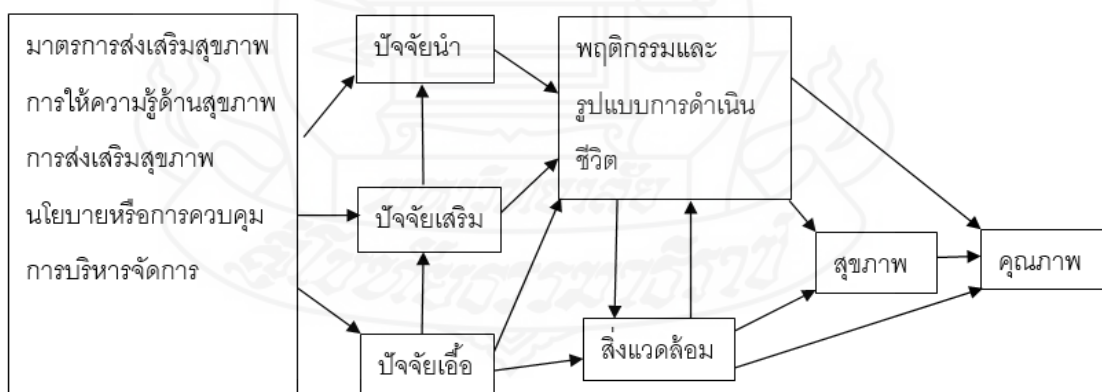 มาตรการส่งเสริมสุขภาพ
การให้ความรู้ด้านสุขภาพ
การส่งเสริมสุขภาพ
นโยบายหรือการควบคุม
การบริหารจัดการ
ปัจจัยนำ
ปัจจัยเสริม
ปัจจัยเอื้อ
พฤติกรรมและ
รูปแบบการดำเนิน
ชีวิต
สิ่งแวดล้อม
สุขภาพ
คุณภาพ